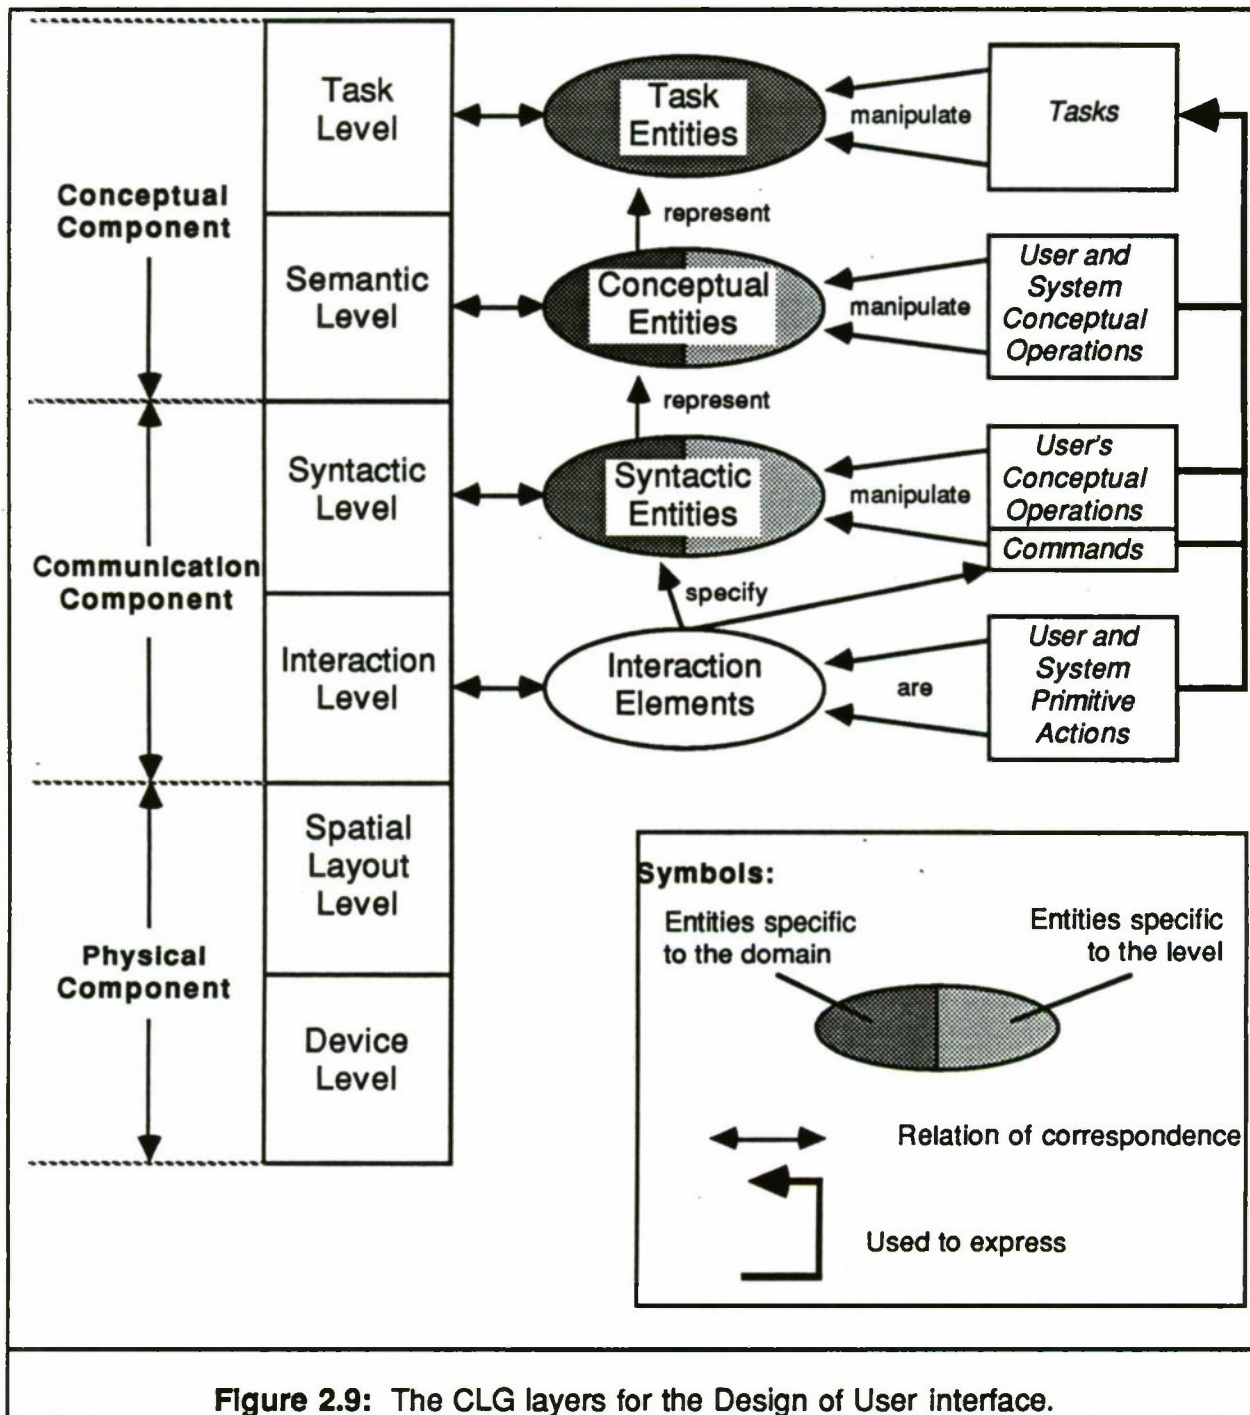 Task
Level
Task
Entities
manipulate
Tasks
Conceptual
Component
represent
Semantic
Level
Conceptual
Entities
manipulate
User and
System
Conceptual
Operations
represent
Syntactic
Level
Syntactic
Entities
manipulate
User's
Conceptual
Operations
Commands
Communication
Component
specify
Interaction
Level
Interaction
Elements
are
User and
System
Primitive
Actions
Spatial
Layout
Level
Physical
Component
Device
Level
Symbols:
Entities specific
to the domain
Entities specific
to the level
Relation of correspondence
Used to express
Figure 2.9: The CLG layers for the Design of User interface.